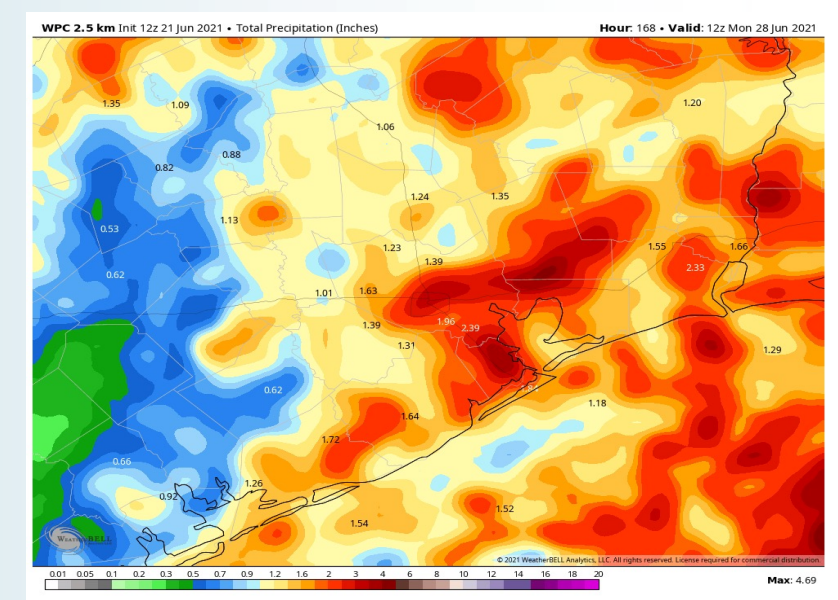 WPC 2.5 km Init 12z 21 Jun 2021 • Total Precipitation (Inches) Hour: 168 • Valid: 12z Mon 28 Jun 2021
1.35 1.09 1.20
1.06
0.88
0.82
1.24 1.35
1.13
0.53
1.23 1.55 1.66
1.39 2.33
0.62
1.01 1.63
1.39 1.96 2.39
1.31 1.29
0.62 1.18
1.64
1.72
0.66
1.26
0.92 1.52
1.54
WeatherBELL
© 2021 WeatherBELL Analytics, LLC. All rights reserved. License required for commercial distribution.
0.01 0.05 0.1 0.2 0.3 0.5 0.7 0.9 1.2 1.6 2 3 4 6 8 10 12 14 16 18 20 Max: 4.69